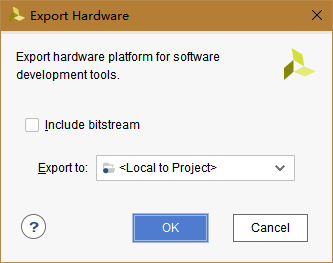 Export Hardware
Export hardware platform for software
development tools.
Include bitstream
Export to: <Local to Project>
?
OK Cancel